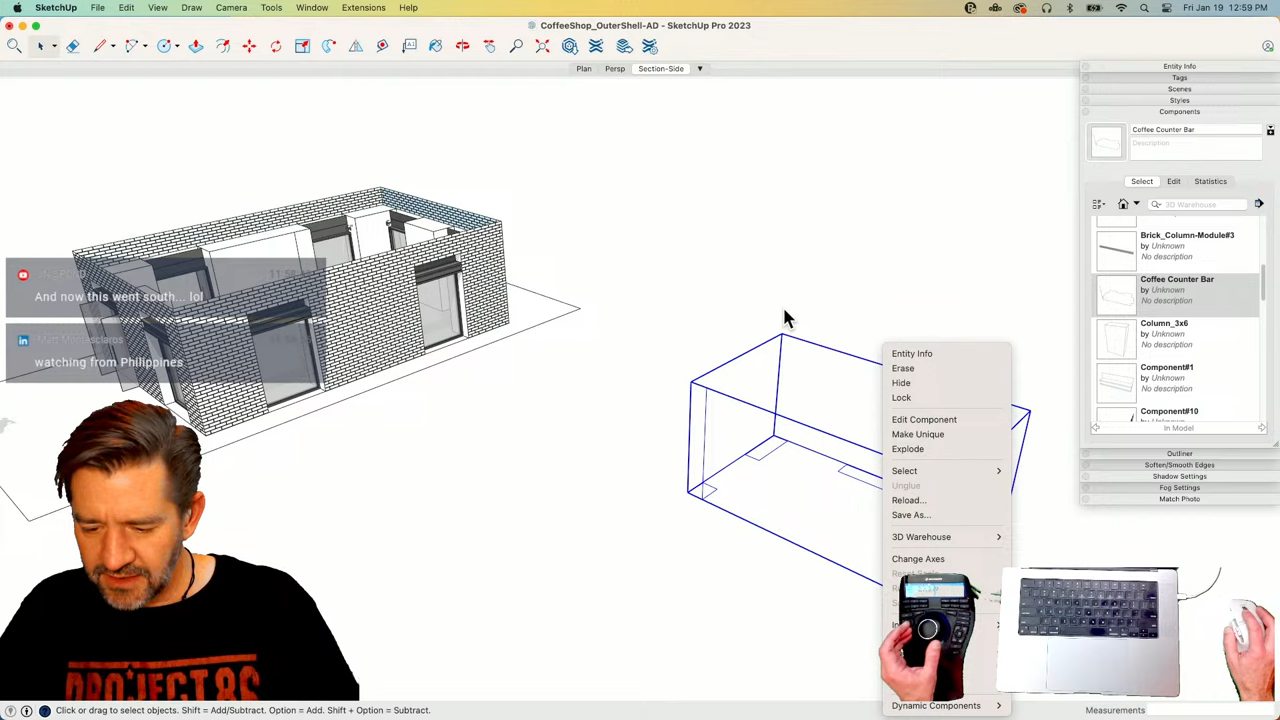 SketchUp File Edit Camera Draw Tools Window Extensions Help
Fri Jan 19 12:59 PM
CoffeeShop_OuterShell-AD - SketchUp Pro 2023
Plan Persp Section-Side
Entity Info
Tags
Scenes
Styles
Components
Coffee Counter Bar
Description
Select Edit Statistics
3D Warehouse
Brick_Column-Module#3
by Unknown
No description
Coffee Counter Bar
by Unknown
No description
Column_3x6
by Unknown
No description
Component#1
by Unknown
No description
Component#10
by Unknown
In Model
Outliner
Soften/Smooth Edges
Shadow Settings
Fog Settings
Match Photo
And now this went south... lol
watching from Philippines
Entity Info
Erase
Hide
Lock
Edit Component
Make Unique
Explode
Select
Unglue
Reload...
Save As...
3D Warehouse
Change Axes
Dynamic Components
PROJECT86
Click or drag to select objects. Shift = Add/Subtract. Option = Add. Shift + Option = Subtract.
Measurements